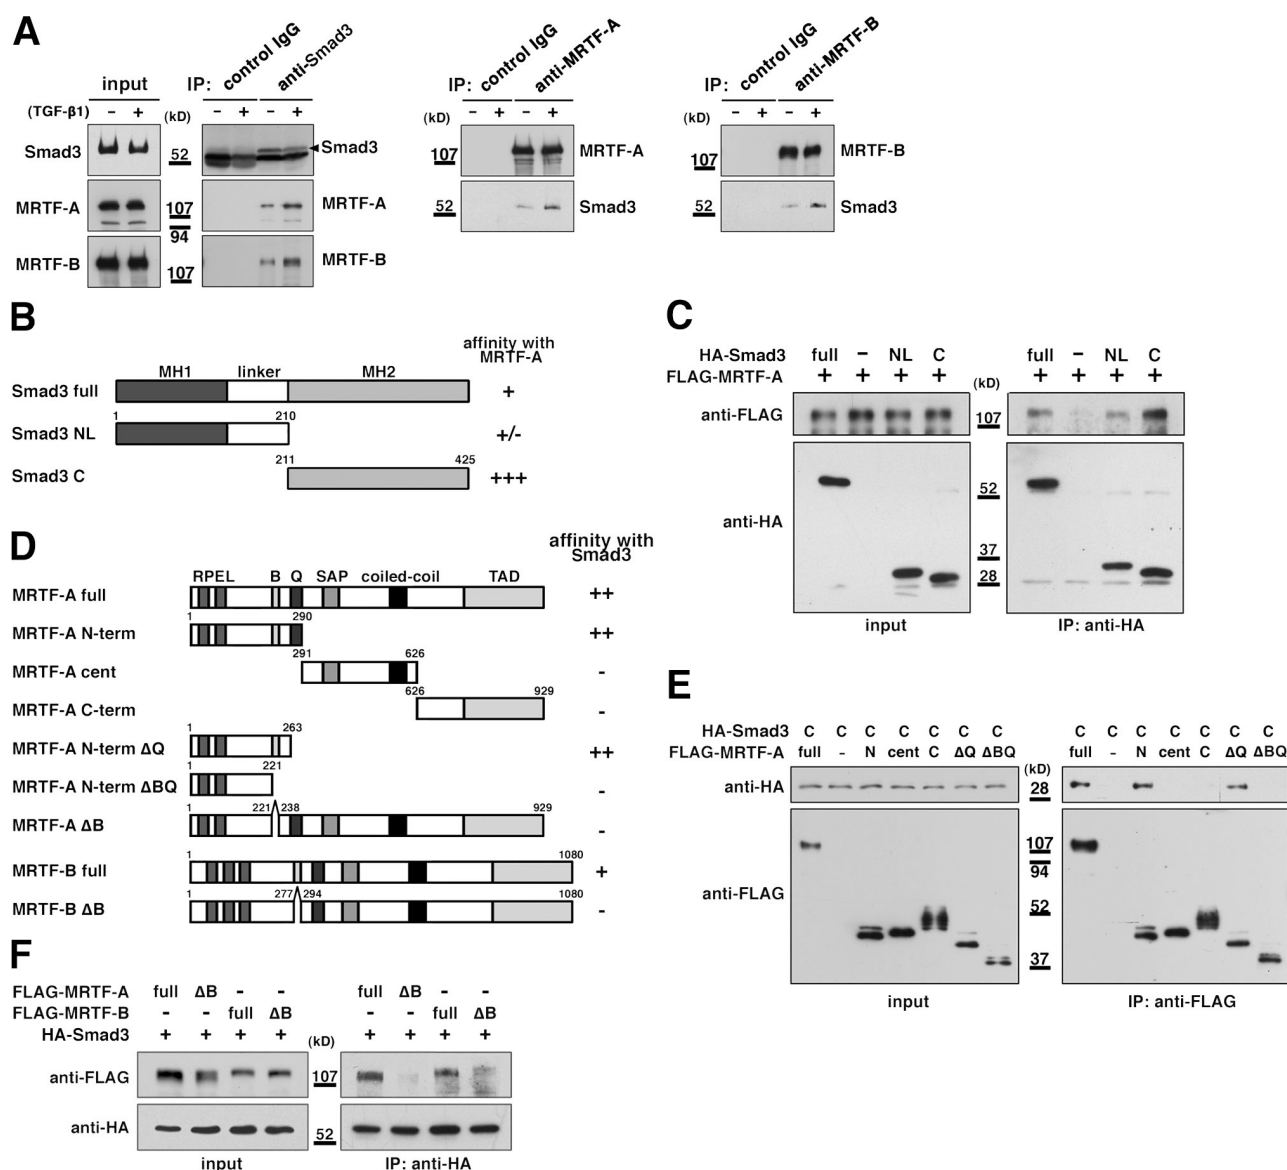 A
input
IP: control IgG anti-Smad3
IP: control IgG anti-MRTF-A
IP: control IgG anti-MRTF-B
(TGF-β1) – + (kD) – + – +
(kD) – + – +
(kD) – + – +
Smad3 52 Smad3
107 MRTF-A
107 MRTF-B
MRTF-A 107 MRTF-A
52 Smad3
52 Smad3
94
MRTF-B 107 MRTF-B
B
affinity with
MRTF-A
MH1 linker MH2
Smad3 full +
1 210
Smad3 NL +/-
211 425
Smad3 C +++
C
HA-Smad3 full – NL C full – NL C
FLAG-MRTF-A + + + + (kD) + + + +
anti-FLAG 107
52
anti-HA
37
28
input IP: anti-HA
D
affinity with
Smad3
RPEL B Q SAP coiled-coil TAD
MRTF-A full ++
1 290
MRTF-A N-term ++
291 626
MRTF-A cent -
626 929
MRTF-A C-term -
1 263
MRTF-A N-term ΔQ ++
1 221
MRTF-A N-term ΔBQ -
1 221 238 929
MRTF-A ΔB -
1 1080
MRTF-B full +
1 277 294 1080
MRTF-B ΔB -
E
HA-Smad3 C C C C C C C C C C C C C C
FLAG-MRTF-A full - N cent C ΔQ ΔBQ full - N cent C ΔQ ΔBQ
(kD)
anti-HA 28
107
94
anti-FLAG
52
37
input IP: anti-FLAG
F
FLAG-MRTF-A full ΔB - - full ΔB - -
FLAG-MRTF-B - - full ΔB - - full ΔB
HA-Smad3 + + + + (kD) + + + +
anti-FLAG 107
anti-HA
52
input IP: anti-HA